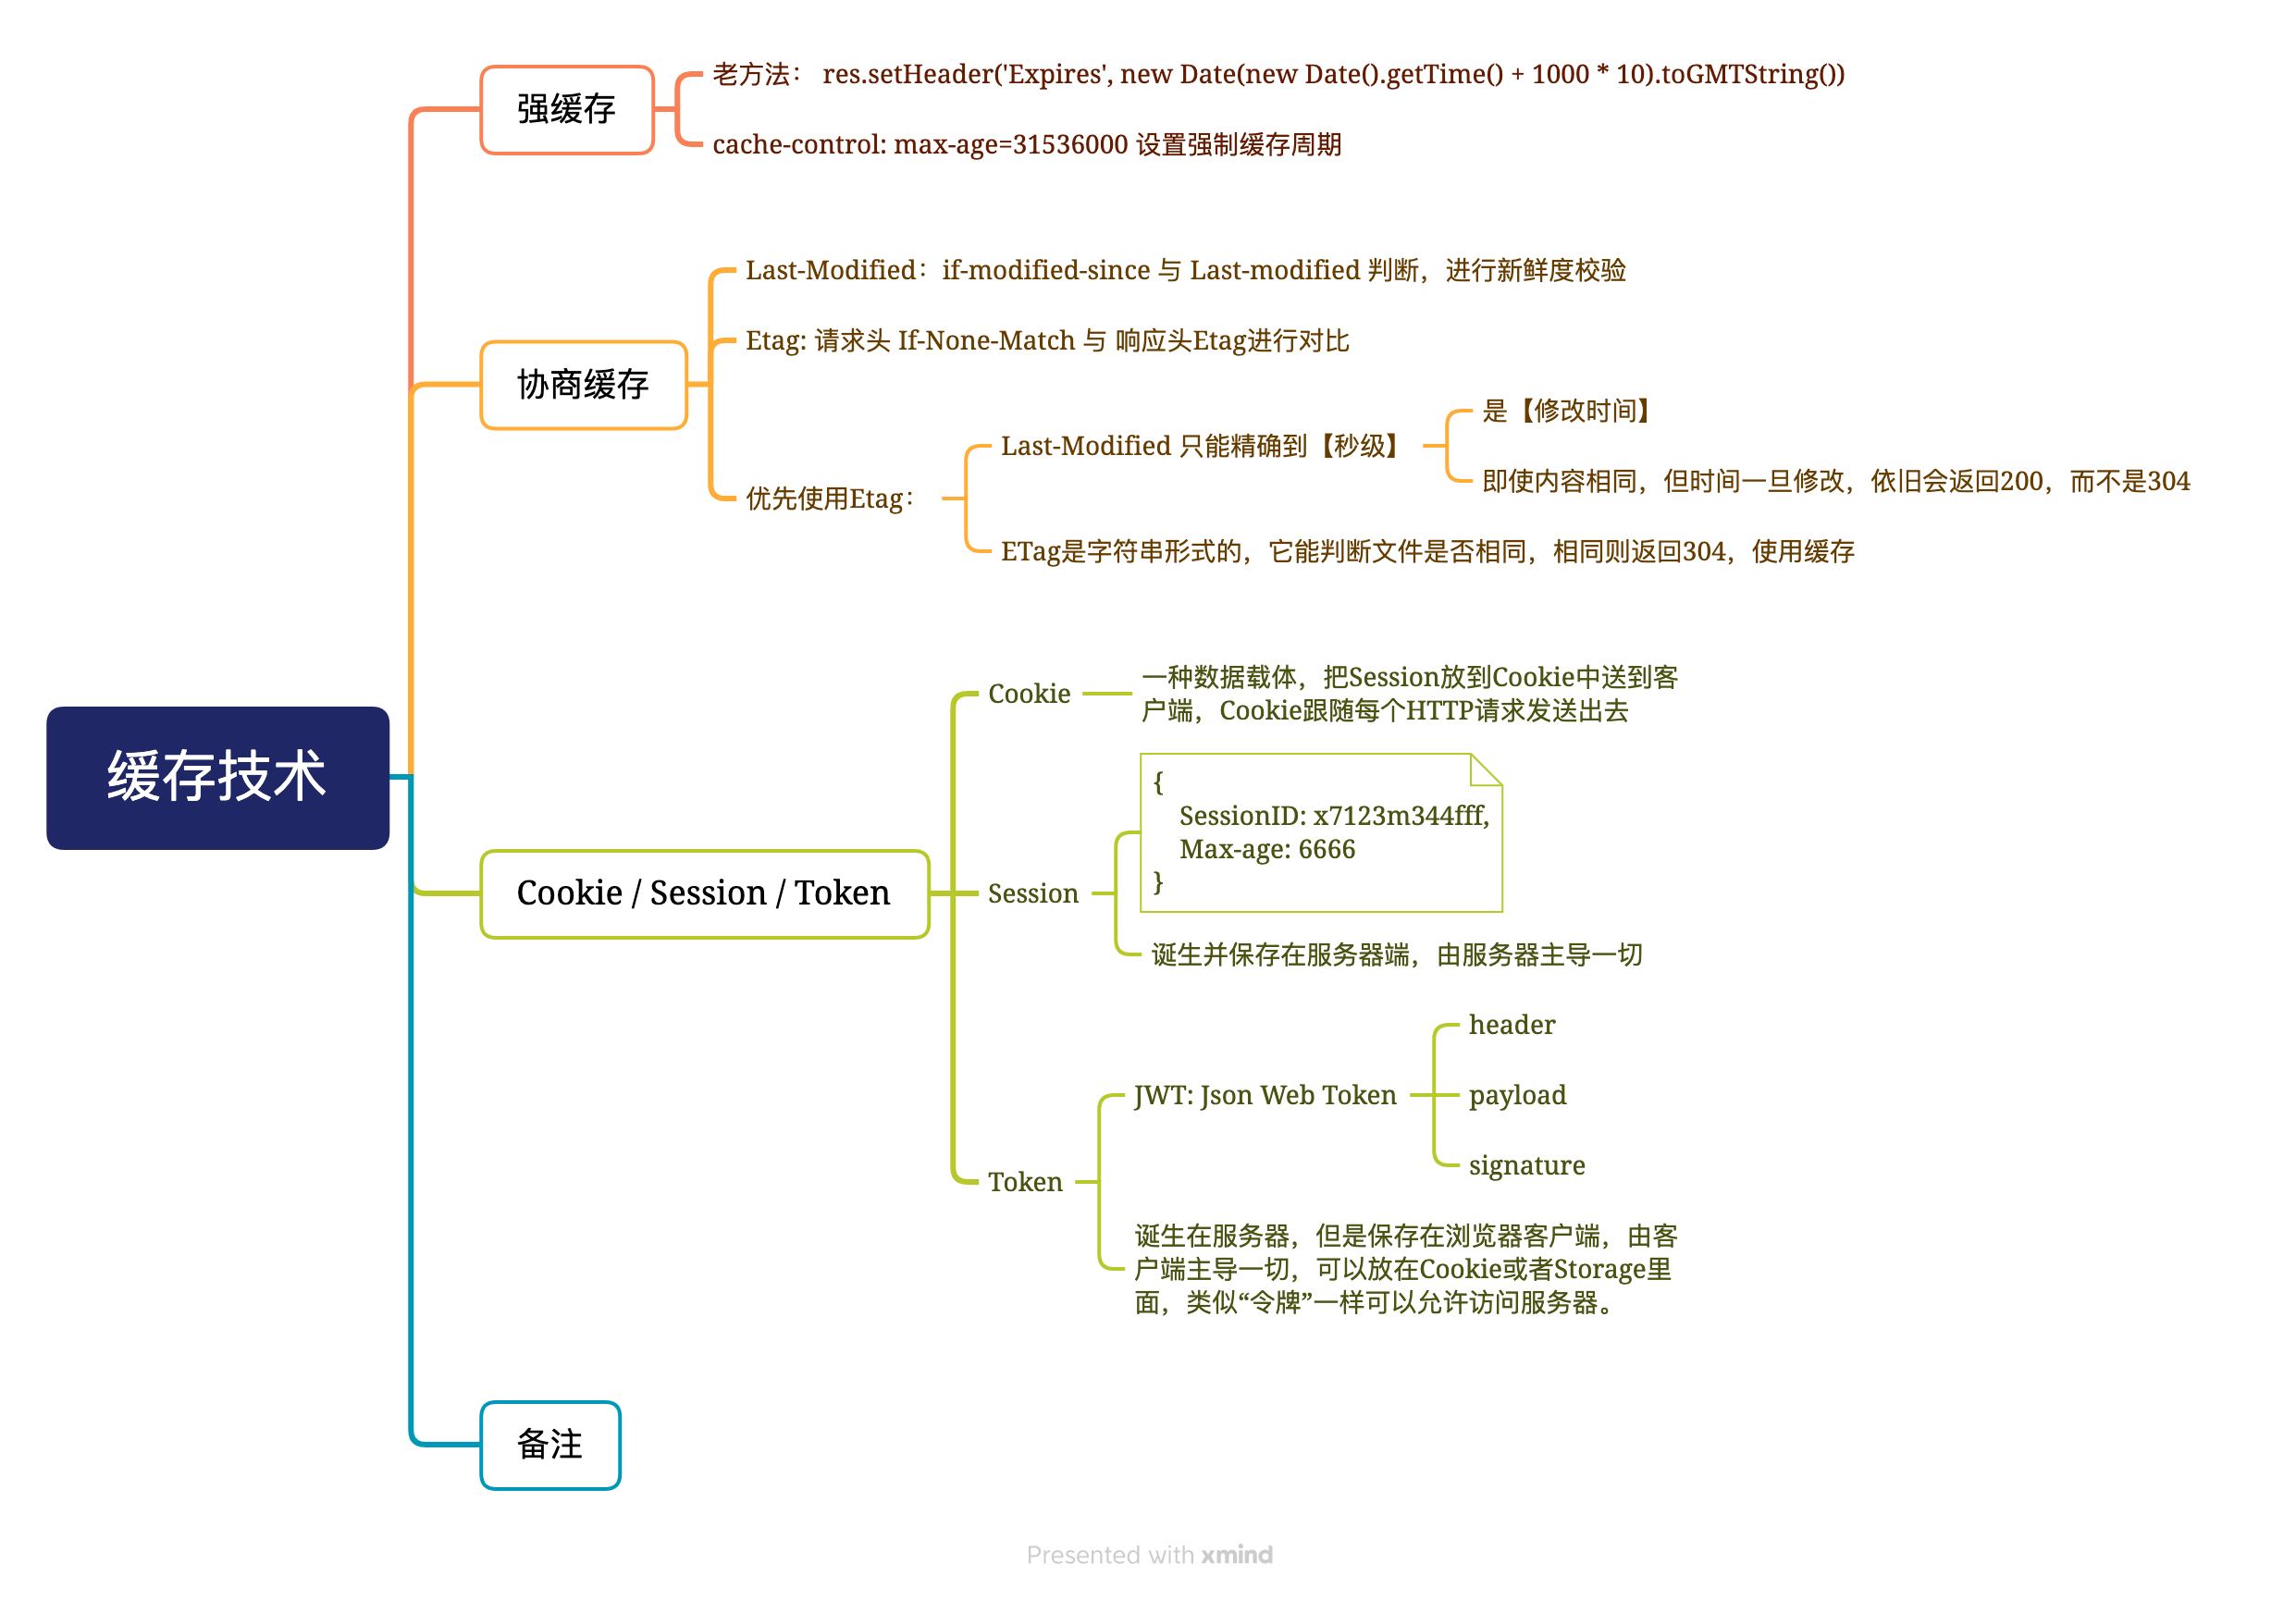 缓存技术
强缓存
老方法： res.setHeader('Expires', new Date(new Date().getTime() + 1000 * 10).toGMTString())
cache-control: max-age=31536000 设置强制缓存周期
协商缓存
Last-Modified：if-modified-since 与 Last-modified 判断，进行新鲜度校验
Etag: 请求头 If-None-Match 与 响应头Etag进行对比
优先使用Etag：
Last-Modified 只能精确到【秒级】
是【修改时间】
即使内容相同，但时间一旦修改，依旧会返回200，而不是304
ETag是字符串形式的，它能判断文件是否相同，相同则返回304，使用缓存
Cookie / Session / Token
Cookie
一种数据载体，把Session放到Cookie中送到客
户端，Cookie跟随每个HTTP请求发送出去
Session
{
SessionID: x7123m344fff,
Max-age: 6666
}
诞生并保存在服务器端，由服务器主导一切
Token
JWT: Json Web Token
header
payload
signature
诞生在服务器，但是保存在浏览器客户端，由客
户端主导一切，可以放在Cookie或者Storage里
面，类似“令牌”一样可以允许访问服务器。
备注
Presented with xmind